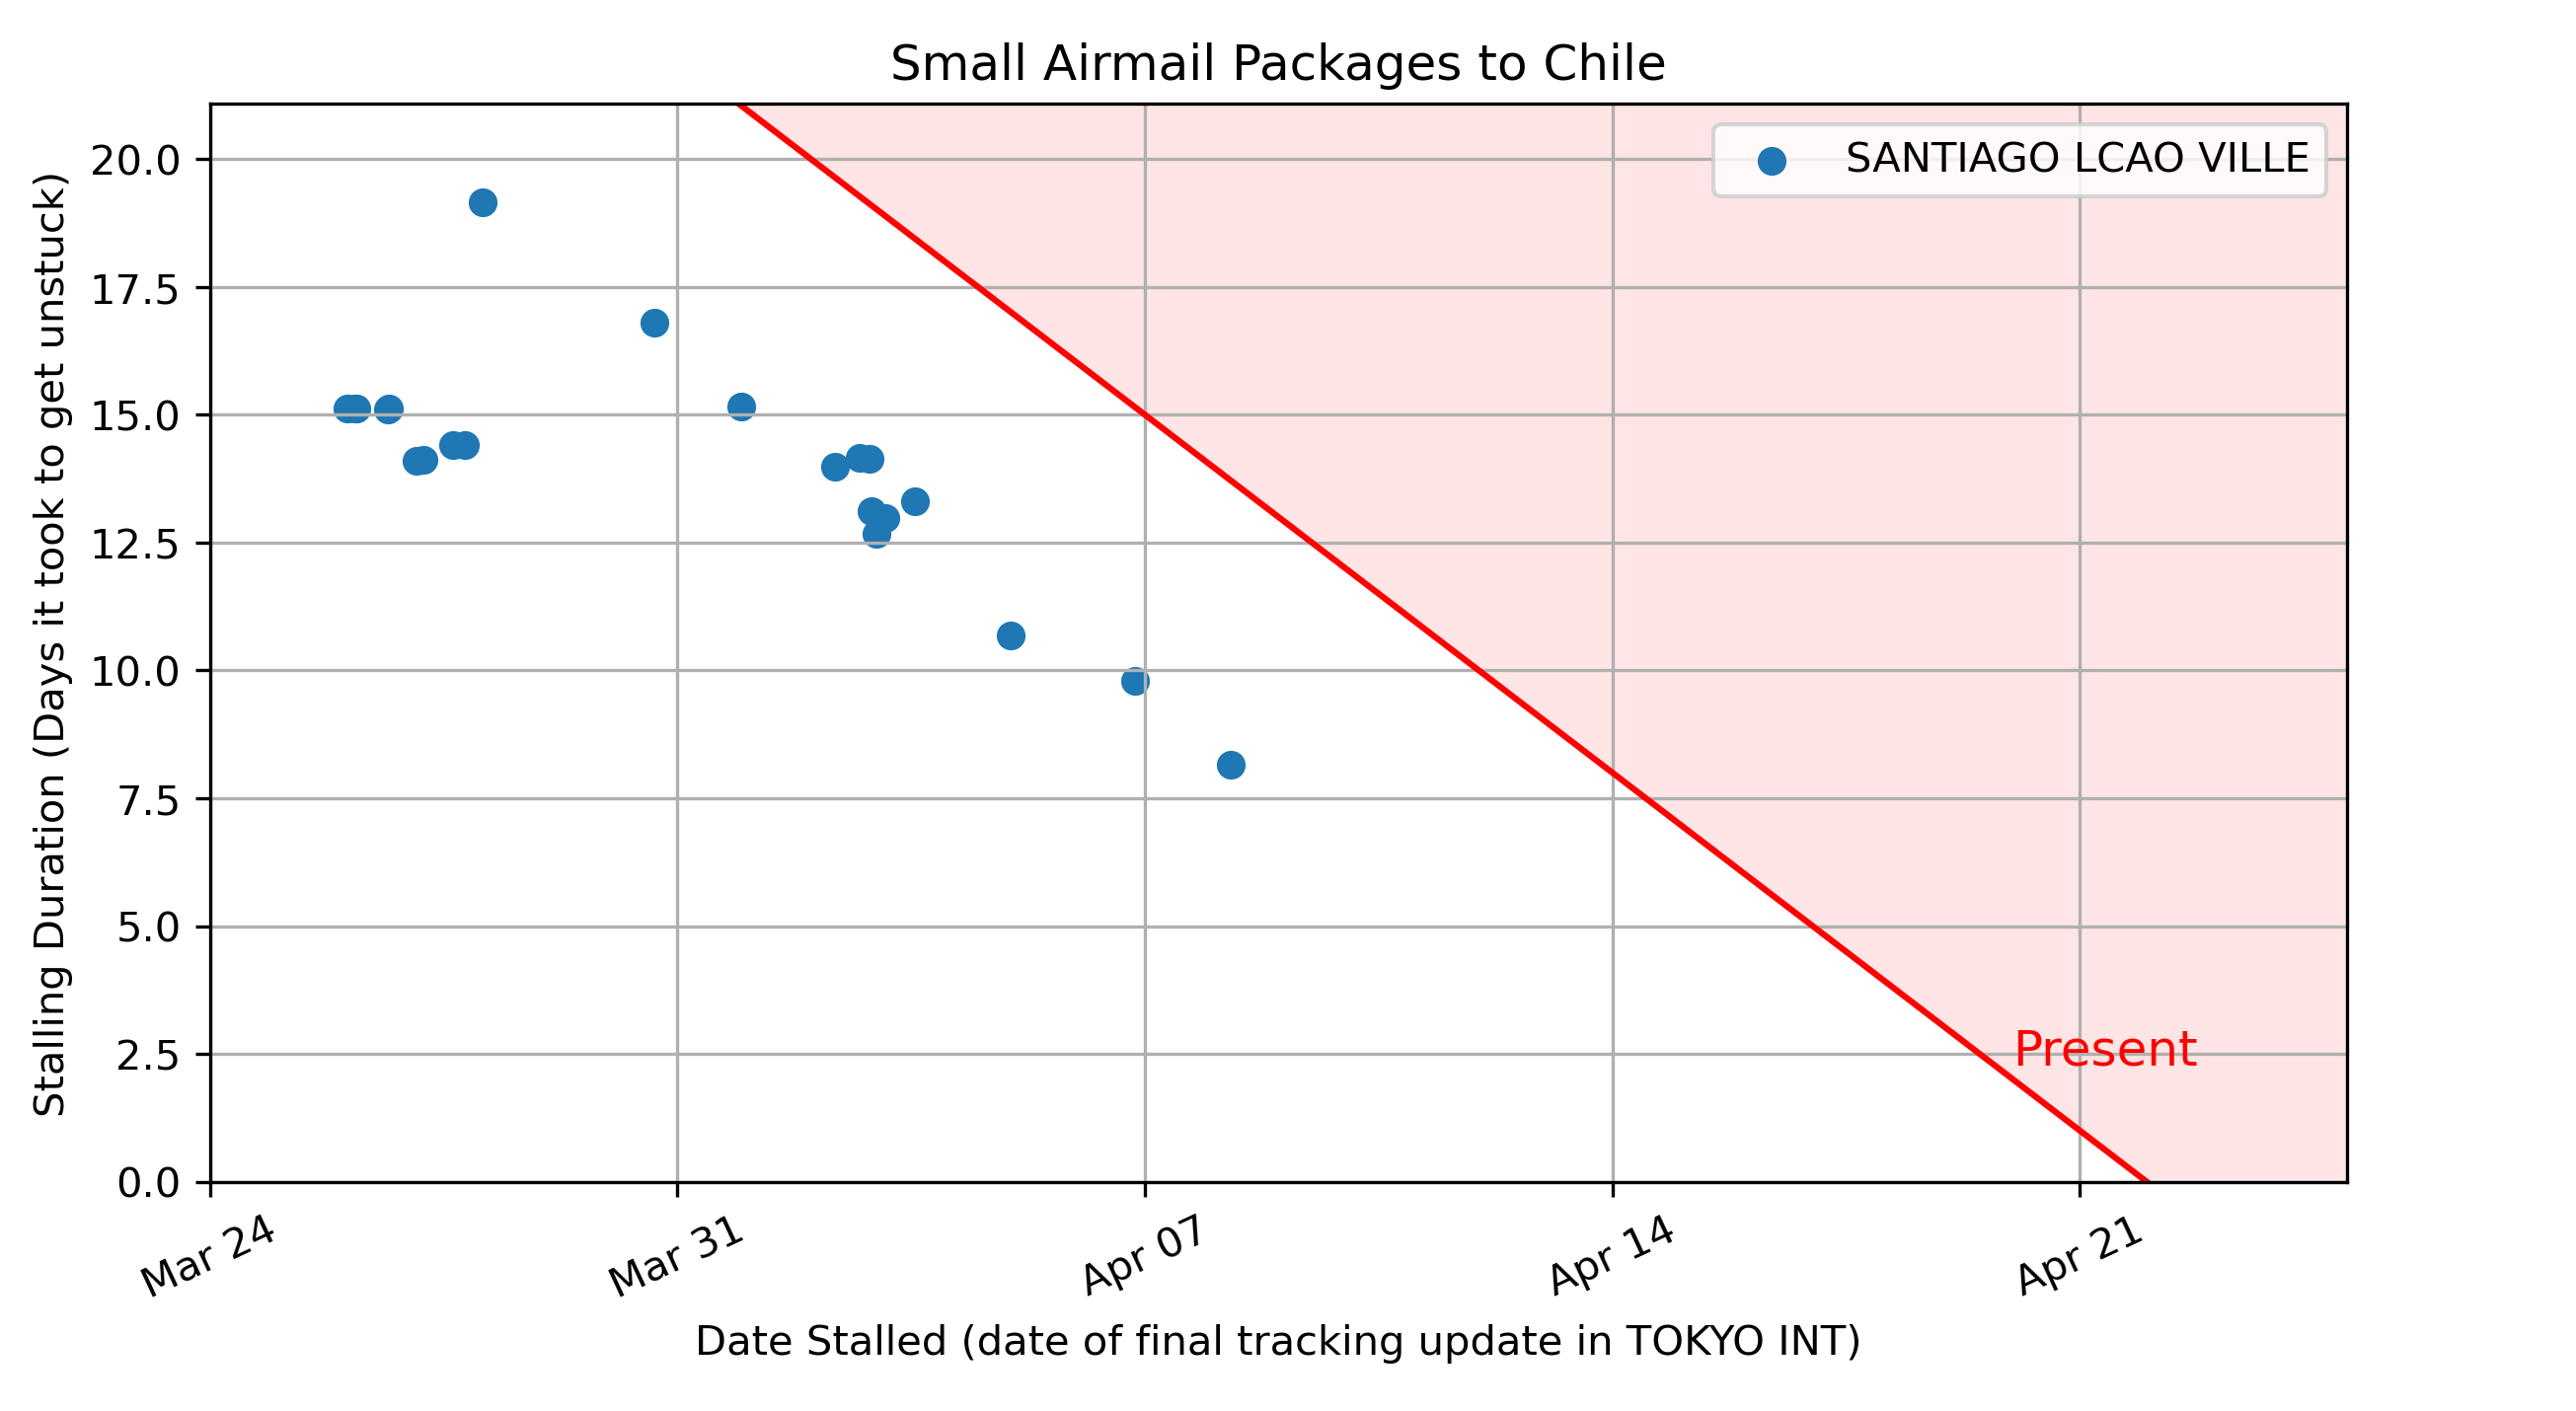 Small Airmail Packages to Chile
SANTIAGO LCAO VILLE
Stalling Duration (Days it took to get unstuck)
20.0
17.5
15.0
12.5
10.0
7.5
5.0
2.5
0.0
Present
Mar 24
Mar 31
Apr 07
Apr 14
Apr 21
Date Stalled (date of final tracking update in TOKYO INT)